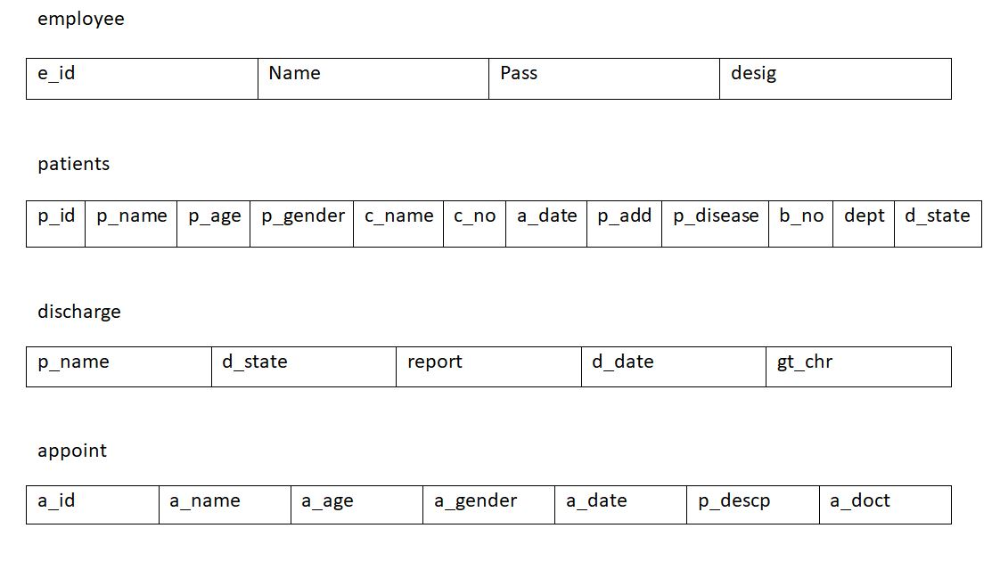 employee
e_id Name Pass desig
patients
p_id p_name p_age p_gender c_name c_no a_date p_add p_disease b_no dept d_state
discharge
p_name d_state report d_date gt_chr
appoint
a_id a_name a_age a_gender a_date p_descp a_doct